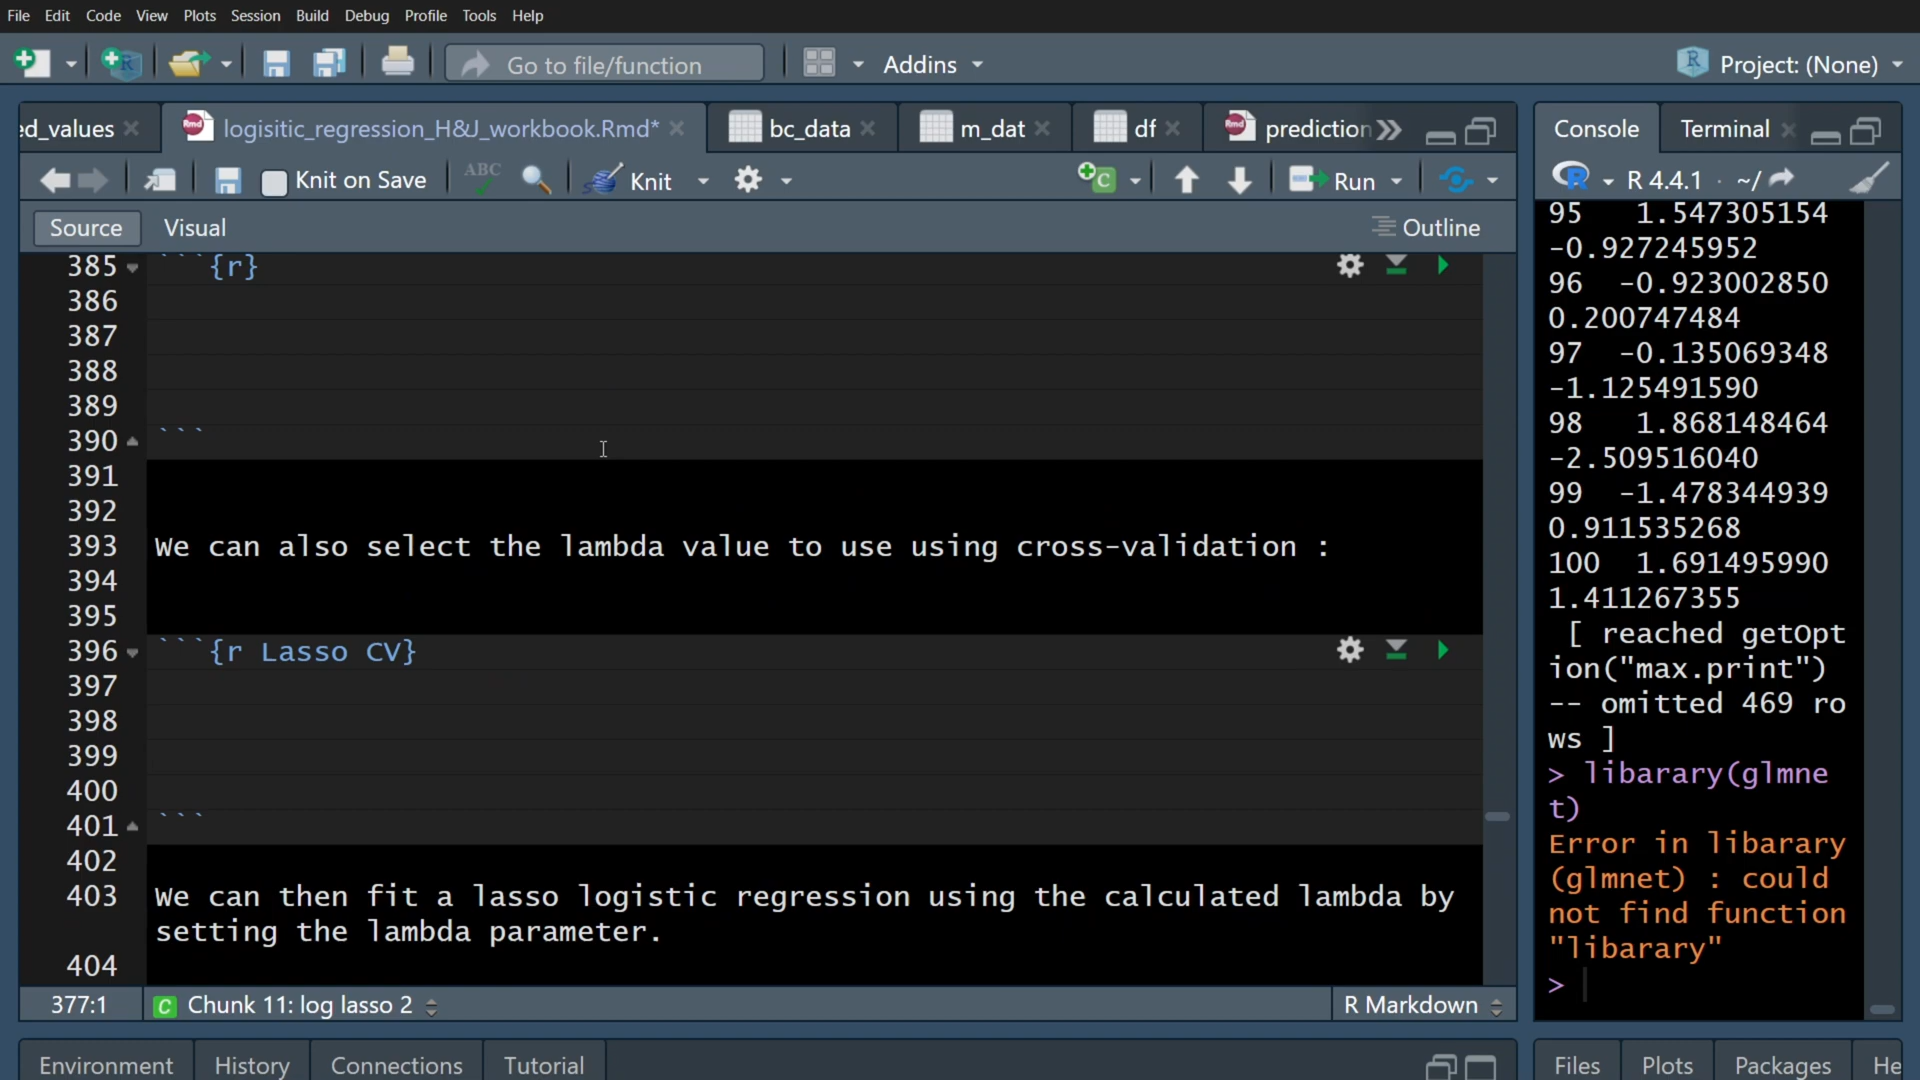 File Edit Code View Plots Session Build Debug Profile Tools Help
Go to file/function Addins Project: (None)
ed_values logisitic_regression_H&J_workbook.Rmd* bc_data m_dat df prediction
Knit on Save ABC Knit Run
Source Visual Outline
385 ```{r}
386
387
388
389
390 ```
391
392
393 We can also select the lambda value to use using cross-validation :
394
395
396 ```{r Lasso CV}
397
398
399
400
401 ```
402
403 We can then fit a lasso logistic regression using the calculated lambda by
setting the lambda parameter.
404
377:1 C Chunk 11: log lasso 2 R Markdown
Environment History Connections Tutorial
Console Terminal
R 4.4.1 · ~/
95 1.547305154
-0.927245952
96 -0.923002850
0.200747484
97 -0.135069348
-1.125491590
98 1.868148464
-2.509516040
99 -1.478344939
0.911535268
100 1.691495990
1.411267355
[ reached getOpt
ion("max.print")
-- omitted 469 ro
ws ]
> libarary(glmne
t)
Error in libarary
(glmnet) : could
not find function
"libarary"
>
Files Plots Packages He